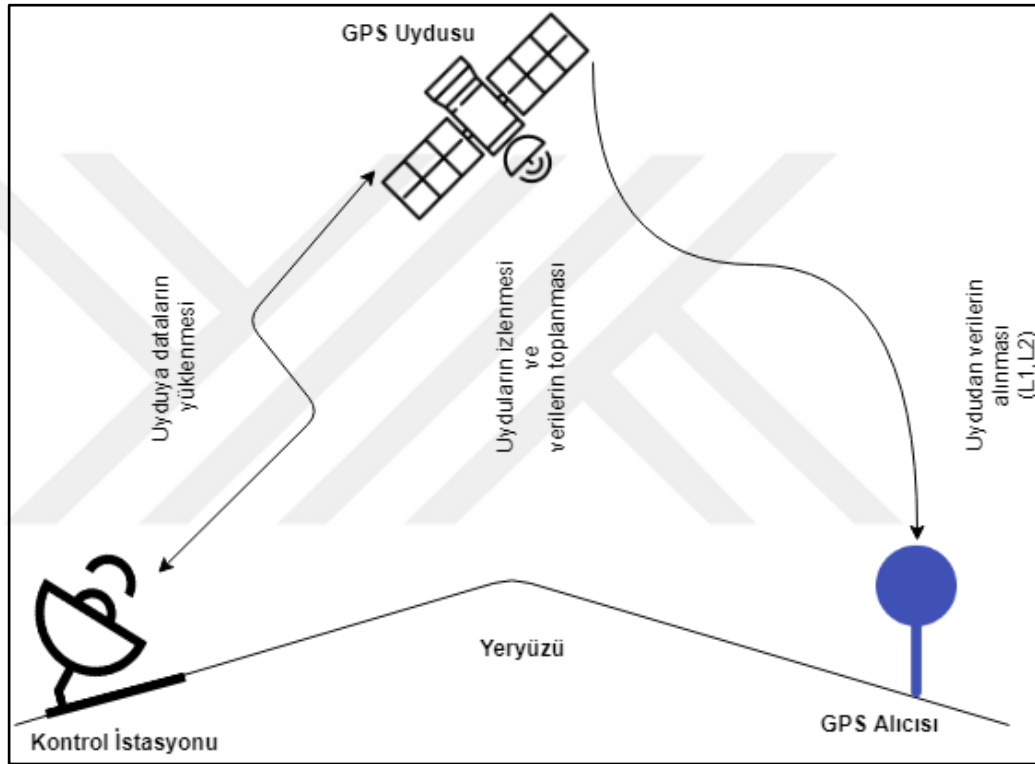 GPS Uydusu
Uyduya dataların
yüklenmesi
Uyduların izlenmesi
ve
verilerin toplanması
Uydudan verilerin
alınması
(L1,L2)
Yeryüzü
Kontrol İstasyonu
GPS Alıcısı